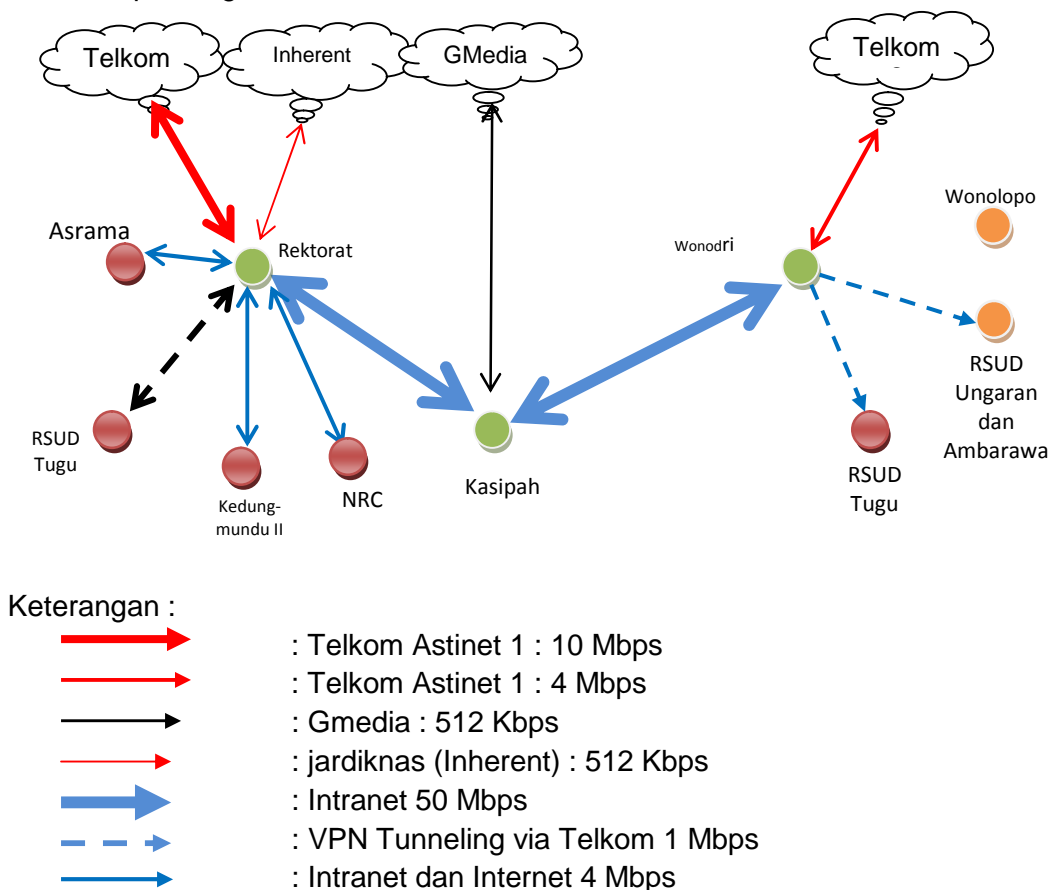 Telkom
Inherent
GMedia
Telkom
Wonolopo
Asrama
Rektorat
Wonodri
RSUD
Tugu
Kedung-
mundu II
NRC
Kasipah
RSUD
Tugu
RSUD
Ungaran
dan
Ambarawa
Keterangan :
: Telkom Astinet 1 : 10 Mbps
: Telkom Astinet 1 : 4 Mbps
: Gmedia : 512 Kbps
: jardiknas (Inherent) : 512 Kbps
: Intranet 50 Mbps
: VPN Tunneling via Telkom 1 Mbps
: Intranet dan Internet 4 Mbps